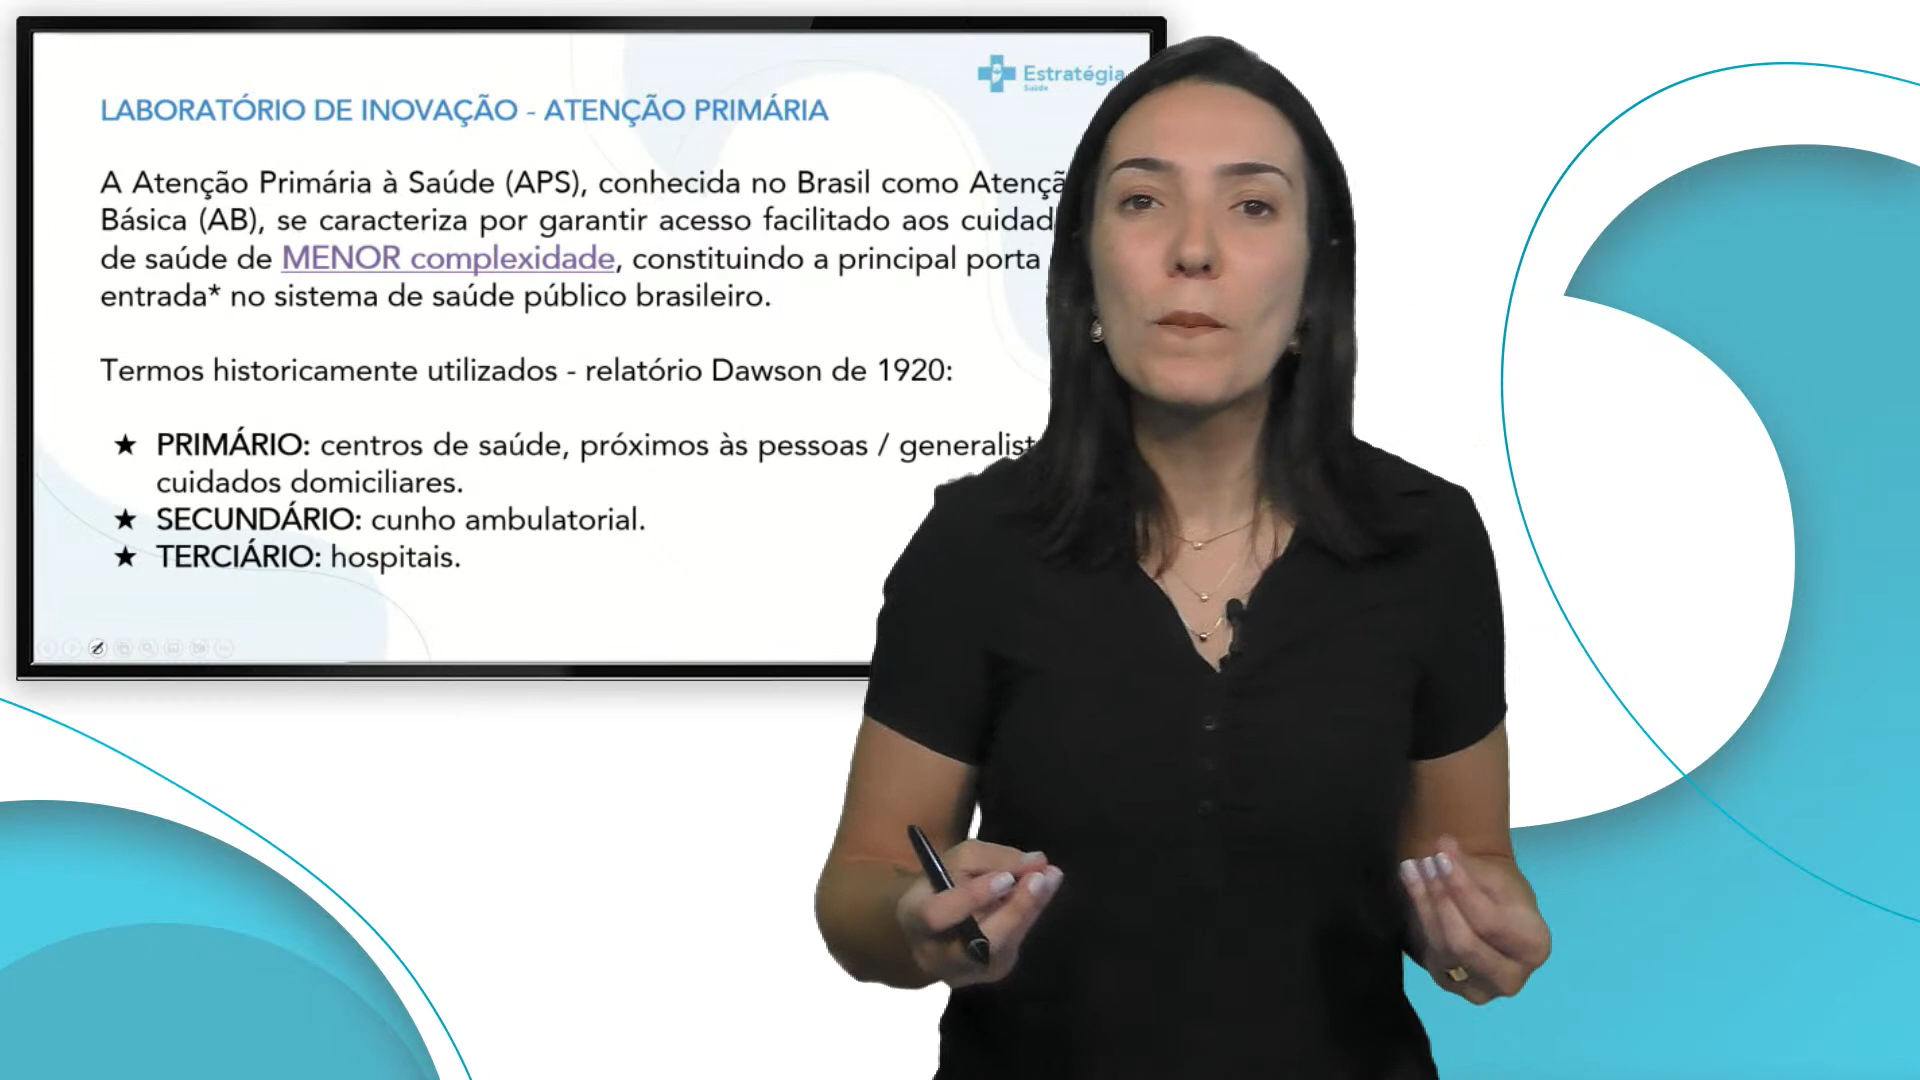 Estratégia
Saúde
LABORATÓRIO DE INOVAÇÃO - ATENÇÃO PRIMÁRIA
A Atenção Primária à Saúde (APS), conhecida no Brasil como
Básica (AB), se caracteriza por garantir acesso facilitado aos
de saúde de MENOR complexidade, constituindo a principal porta
entrada* no sistema de saúde público brasileiro.
Termos historicamente utilizados - relatório Dawson de 1920:
★ PRIMÁRIO: centros de saúde, próximos às pessoas /
cuidados domiciliares.
★ SECUNDÁRIO: cunho ambulatorial.
★ TERCIÁRIO: hospitais.